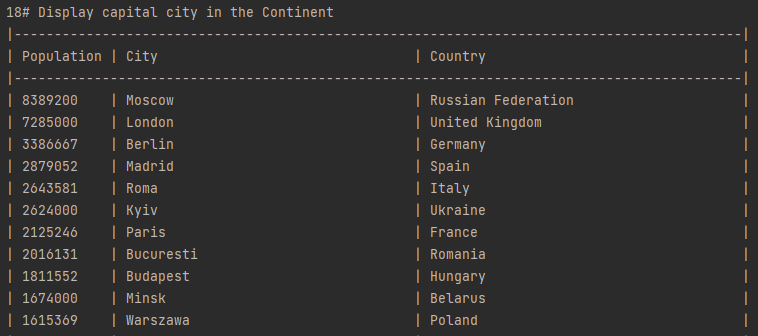 18# Display capital city in the Continent
|-------------------------------------------------------------------------------------------|
| Population | City                                | Country                                |
|-------------------------------------------------------------------------------------------|
| 8389200    | Moscow                              | Russian Federation                     |
| 7285000    | London                              | United Kingdom                         |
| 3386667    | Berlin                              | Germany                                |
| 2879052    | Madrid                              | Spain                                  |
| 2643581    | Roma                                | Italy                                  |
| 2624000    | Kyiv                                | Ukraine                                |
| 2125246    | Paris                               | France                                 |
| 2016131    | Bucuresti                           | Romania                                |
| 1811552    | Budapest                            | Hungary                                |
| 1674000    | Minsk                               | Belarus                                |
| 1615369    | Warszawa                            | Poland                                 |